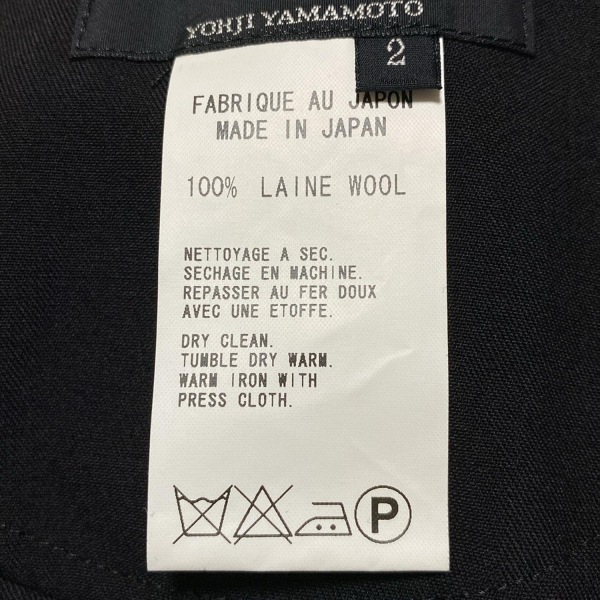 YOHJI YAMAMOTO
2
FABRIQUE AU JAPON
MADE IN JAPAN
100% LAINE WOOL
NETTOYAGE A SEC.
SECHAGE EN MACHINE.
REPASSER AU FER DOUX
AVEC UNE ETOFFE.
DRY CLEAN.
TUMBLE DRY WARM.
WARM IRON WITH
PRESS CLOTH.
P